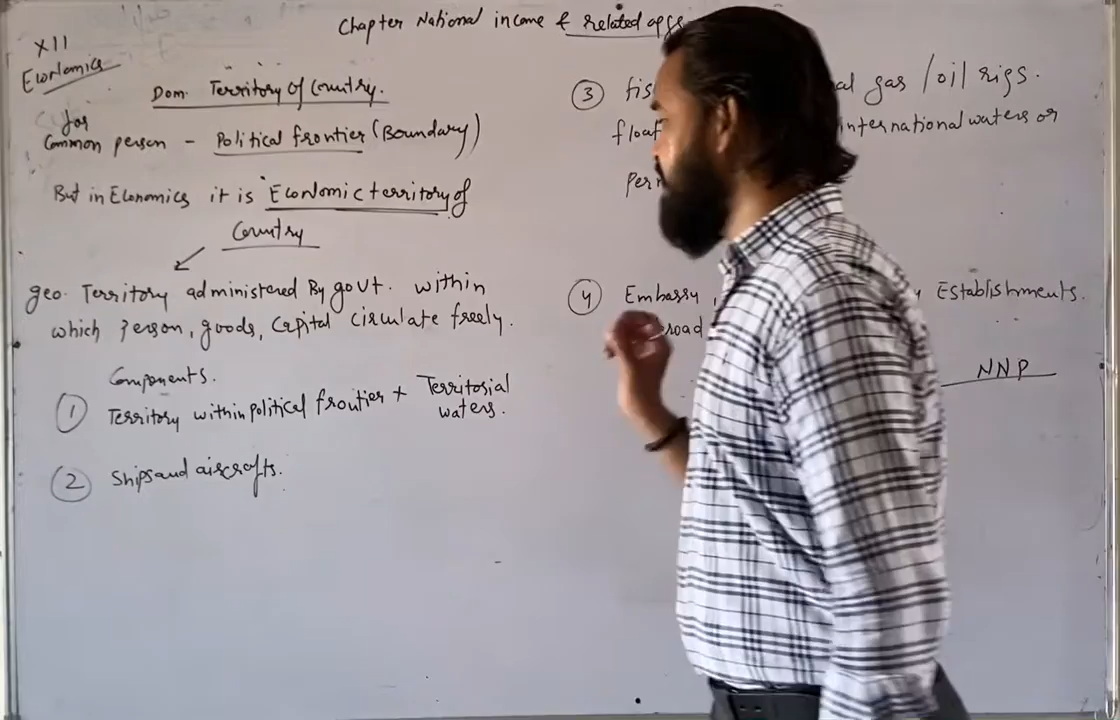 Chapter National income & related
XII
Economics
Dom. Territory of Country.
for
Common person - Political frontier (Boundary)
But in Economics it is Economic territory of
Country
geo. Territory administered By govt. within
which person, goods, Capital circulate freely.
Components.
① Territory within political frontier + Territorial
waters.
② Ships and aircrafts.
③ gas / oil rigs.
international waters or
④ Embassy, Establishments.
NNP